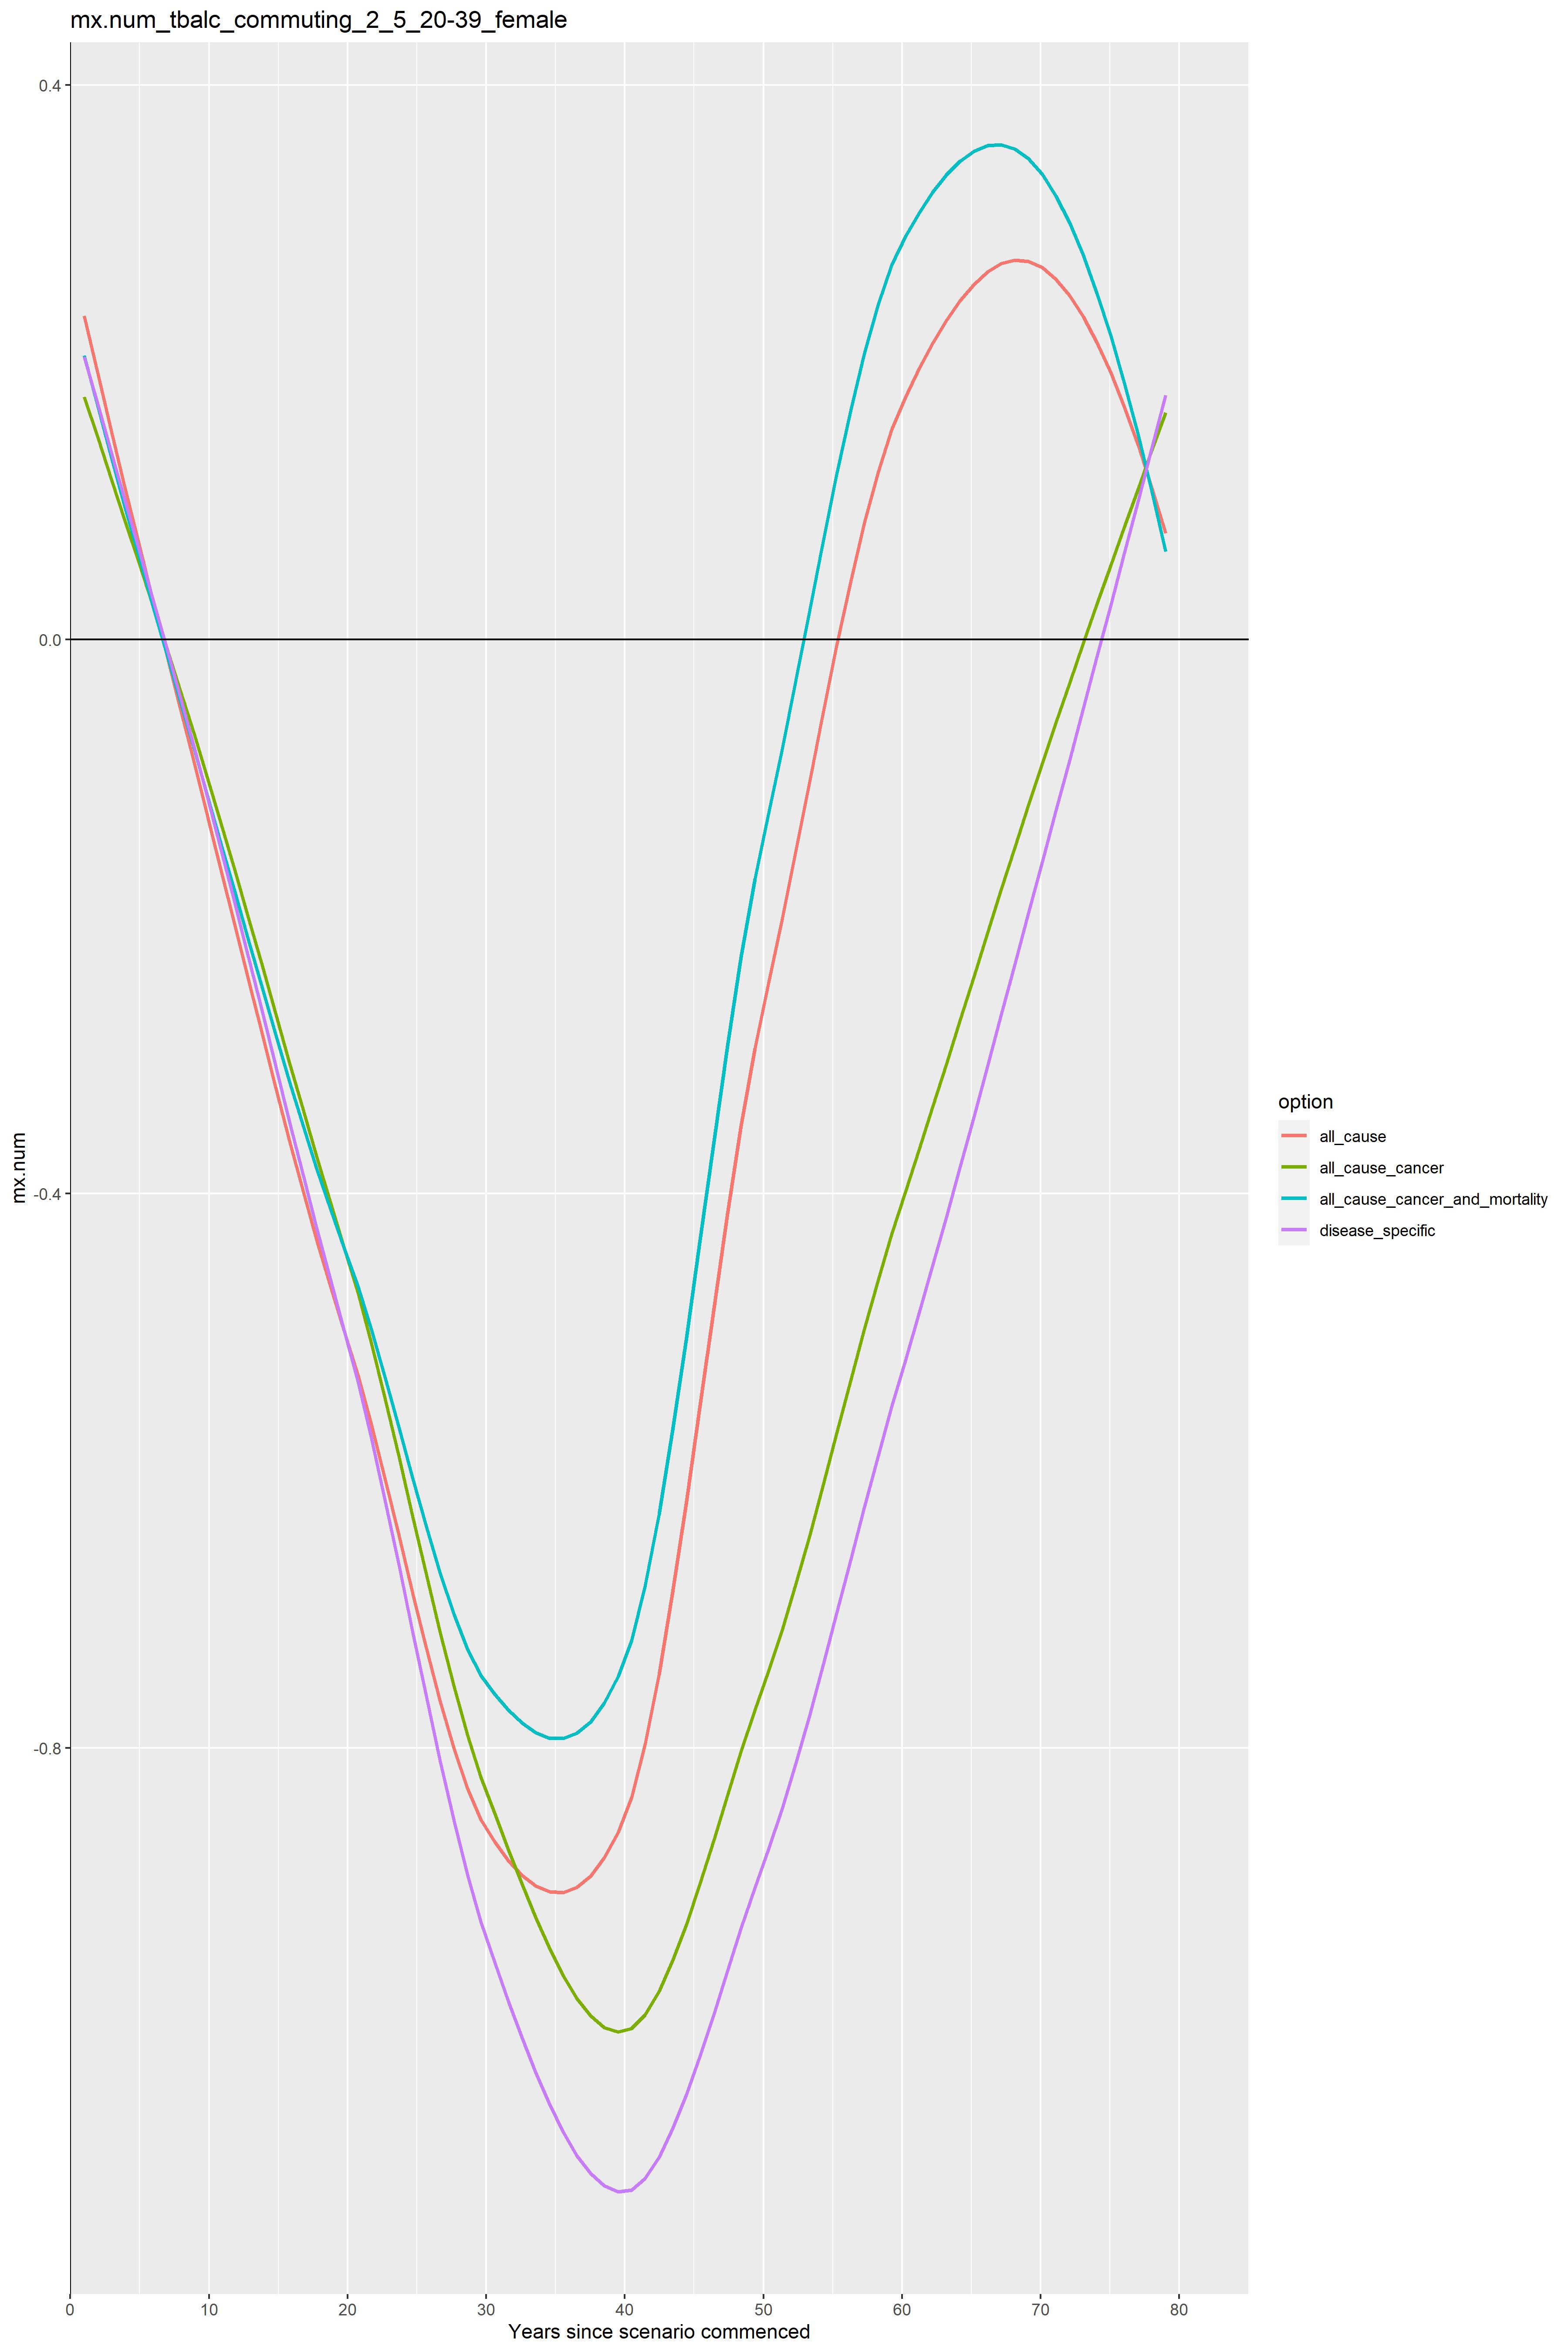 mx.num_tbalc_commuting_2_5_20-39_female
0.4
0.0
-0.4
-0.8
mx.num
0 10 20 30 40 50 60 70 80
Years since scenario commenced
option
all_cause
all_cause_cancer
all_cause_cancer_and_mortality
disease_specific